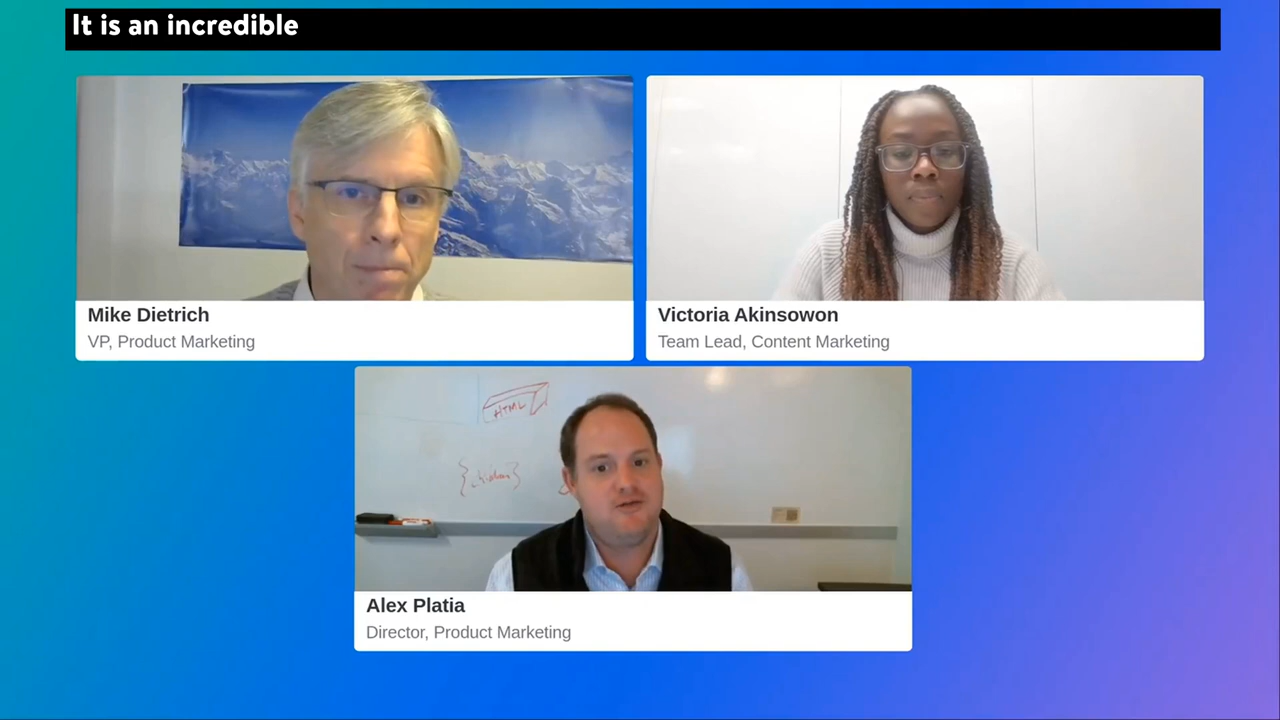 It is an incredible
Mike Dietrich
VP, Product Marketing
Victoria Akinsowon
Team Lead, Content Marketing
HTML
Alex Platia
Director, Product Marketing